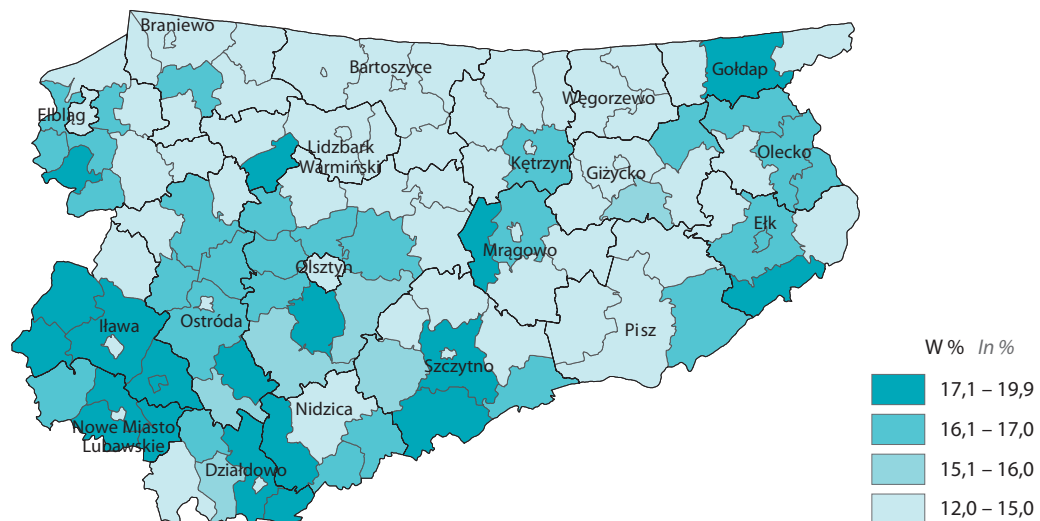 Braniewo
Gołdap
Bartoszyce
Węgorzewo
Elbląg
Lidzbark
Warmiński
Kętrzyn
Giżycko
Olecko
Ełk
Mrągowo
Olsztyn
Ostróda
Iława
Pisz
Szczytno
Nidzica
Nowe Miasto
Lubawskie
Działdowo
W % In %
17,1 – 19,9
16,1 – 17,0
15,1 – 16,0
12,0 – 15,0